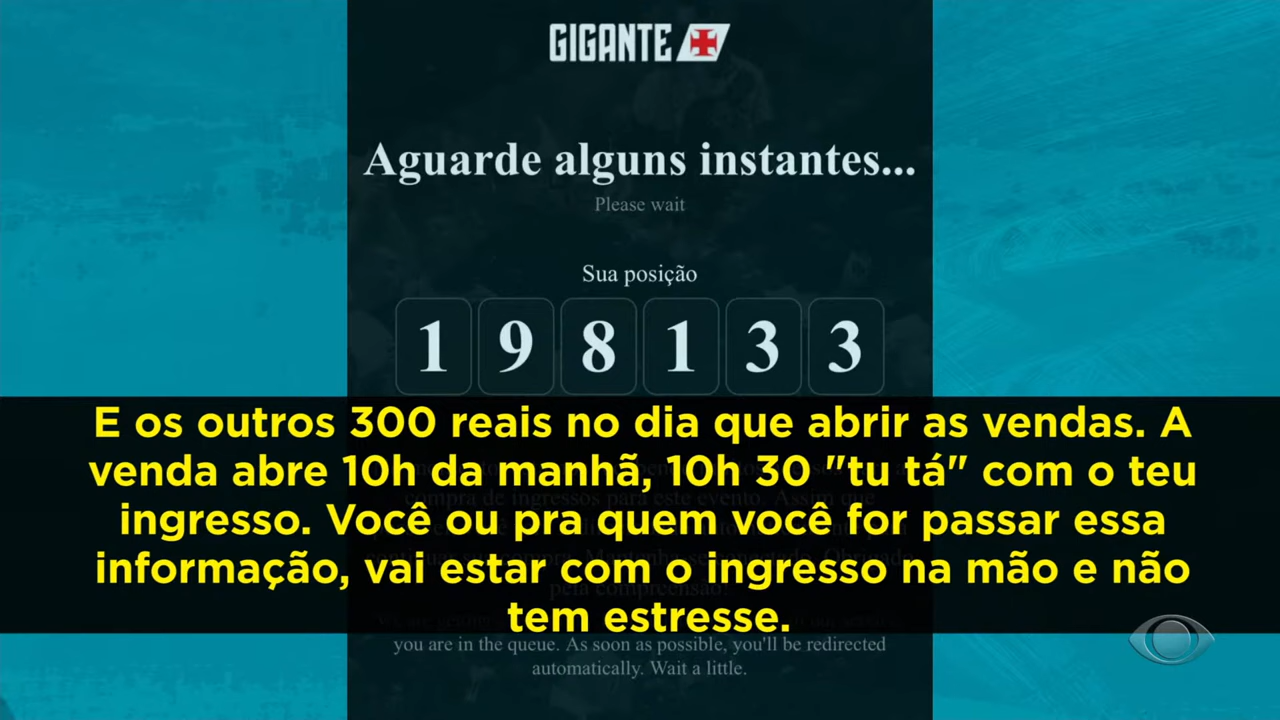 GIGANTE
Aguarde alguns instantes...
Please wait
Sua posição
1 9 8 1 3 3
E os outros 300 reais no dia que abrir as vendas. A
venda abre 10h da manhã, 10h 30 "tu tá" com o teu
ingresso. Você ou pra quem você for passar essa
informação, vai estar com o ingresso na mão e não
tem estresse.
you are in the queue. As soon as possible, you'll be redirected
automatically. Wait a little.